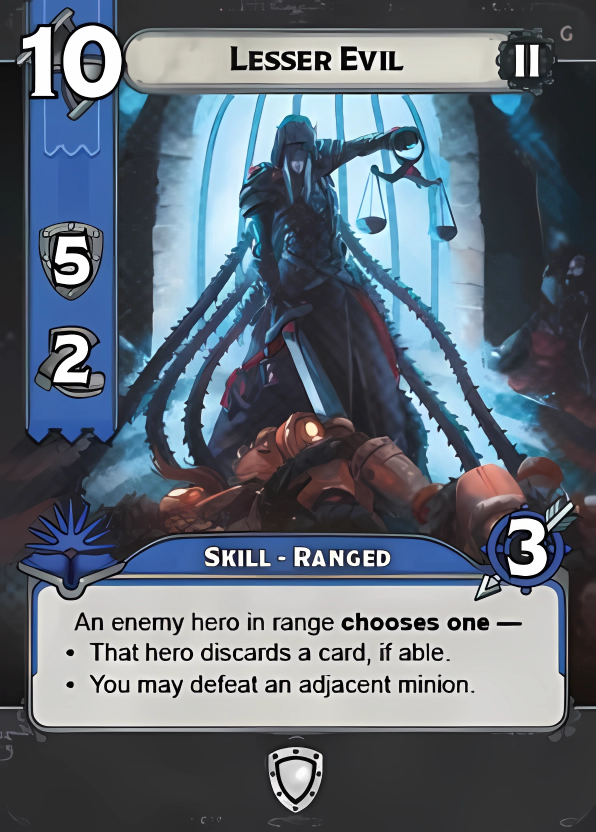 10
LESSER EVIL
II
G
5
2
SKILL - RANGED
3
An enemy hero in range chooses one —
• That hero discards a card, if able.
• You may defeat an adjacent minion.